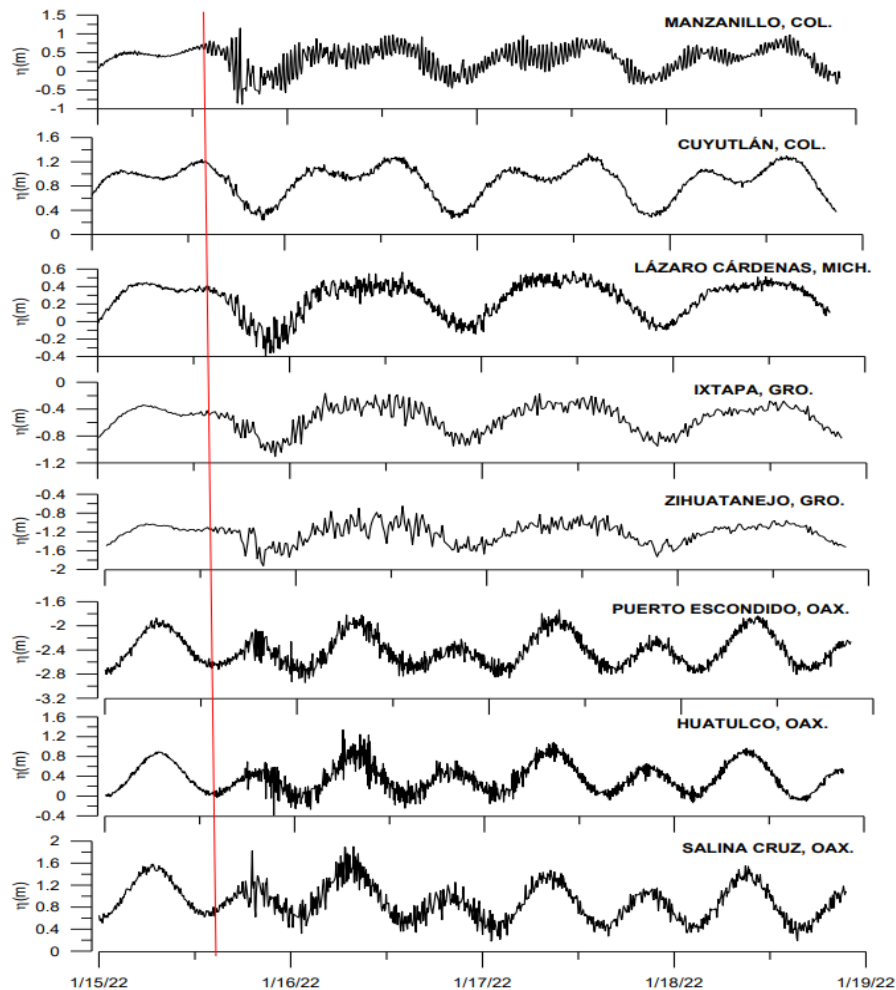 MANZANILLO, COL.
η(m)
1.5
1
0.5
0
-0.5
-1
CUYUTLÁN, COL.
η(m)
1.6
1.2
0.8
0.4
0
LÁZARO CÁRDENAS, MICH.
η(m)
0.6
0.4
0.2
0
-0.2
-0.4
IXTAPA, GRO.
η(m)
0
-0.4
-0.8
-1.2
ZIHUATANEJO, GRO.
η(m)
-0.4
-0.8
-1.2
-1.6
-2
PUERTO ESCONDIDO, OAX.
η(m)
-1.6
-2
-2.4
-2.8
-3.2
HUATULCO, OAX.
η(m)
1.6
1.2
0.8
0.4
0
-0.4
SALINA CRUZ, OAX.
η(m)
2
1.6
1.2
0.8
0.4
0
1/15/22 1/16/22 1/17/22 1/18/22 1/19/22